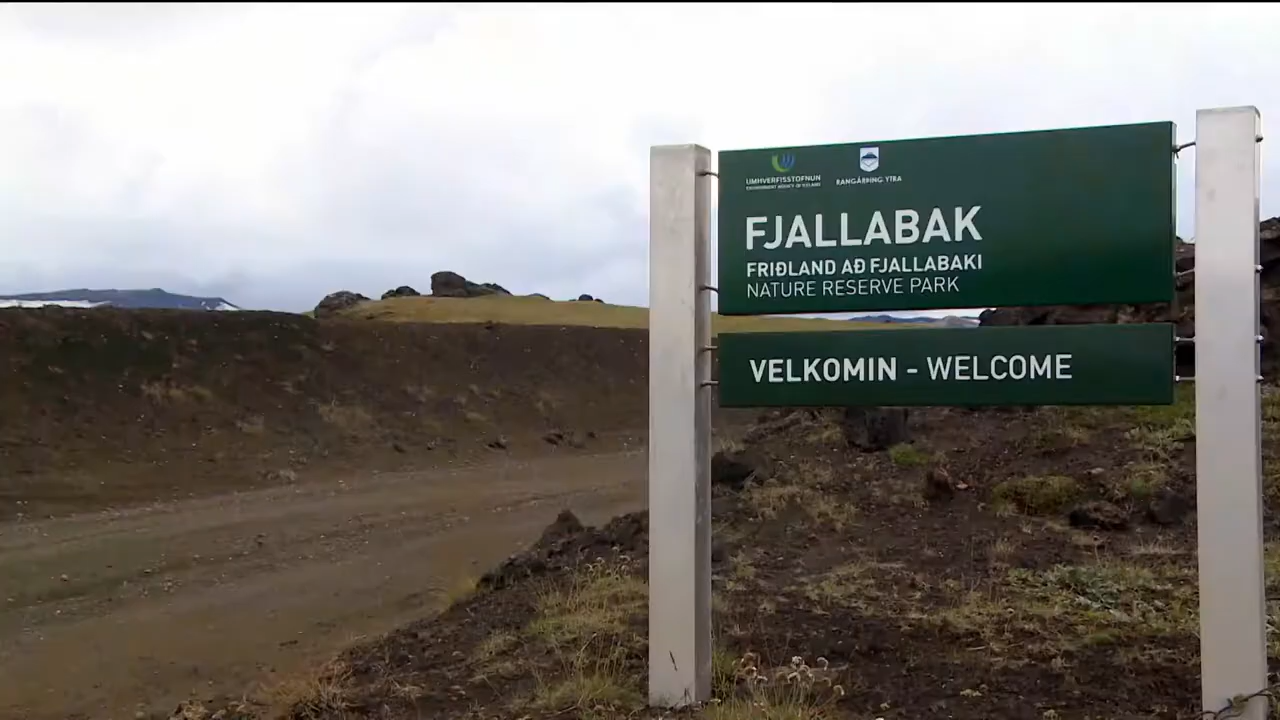 UMHVERFISSTOFNUN
ENVIRONMENT AGENCY OF ICELAND
RANGÁRÞING YTRA
FJALLABAK
FRIÐLAND AÐ FJALLABAKI
NATURE RESERVE PARK
VELKOMIN - WELCOME